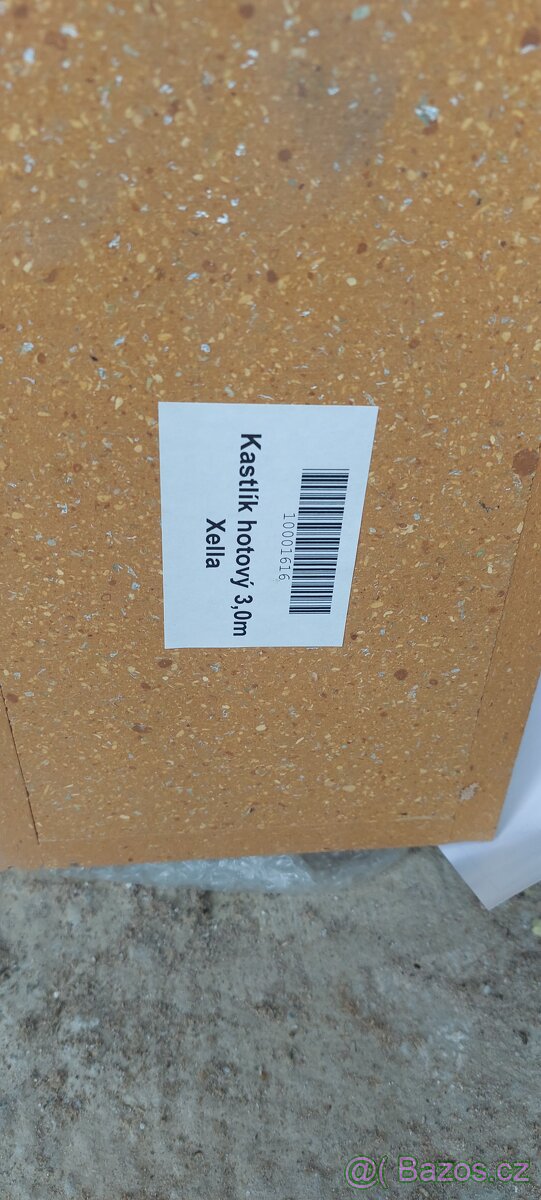 10001616
Kastlík hotový 3,0m
Xella
@( Bazos.cz